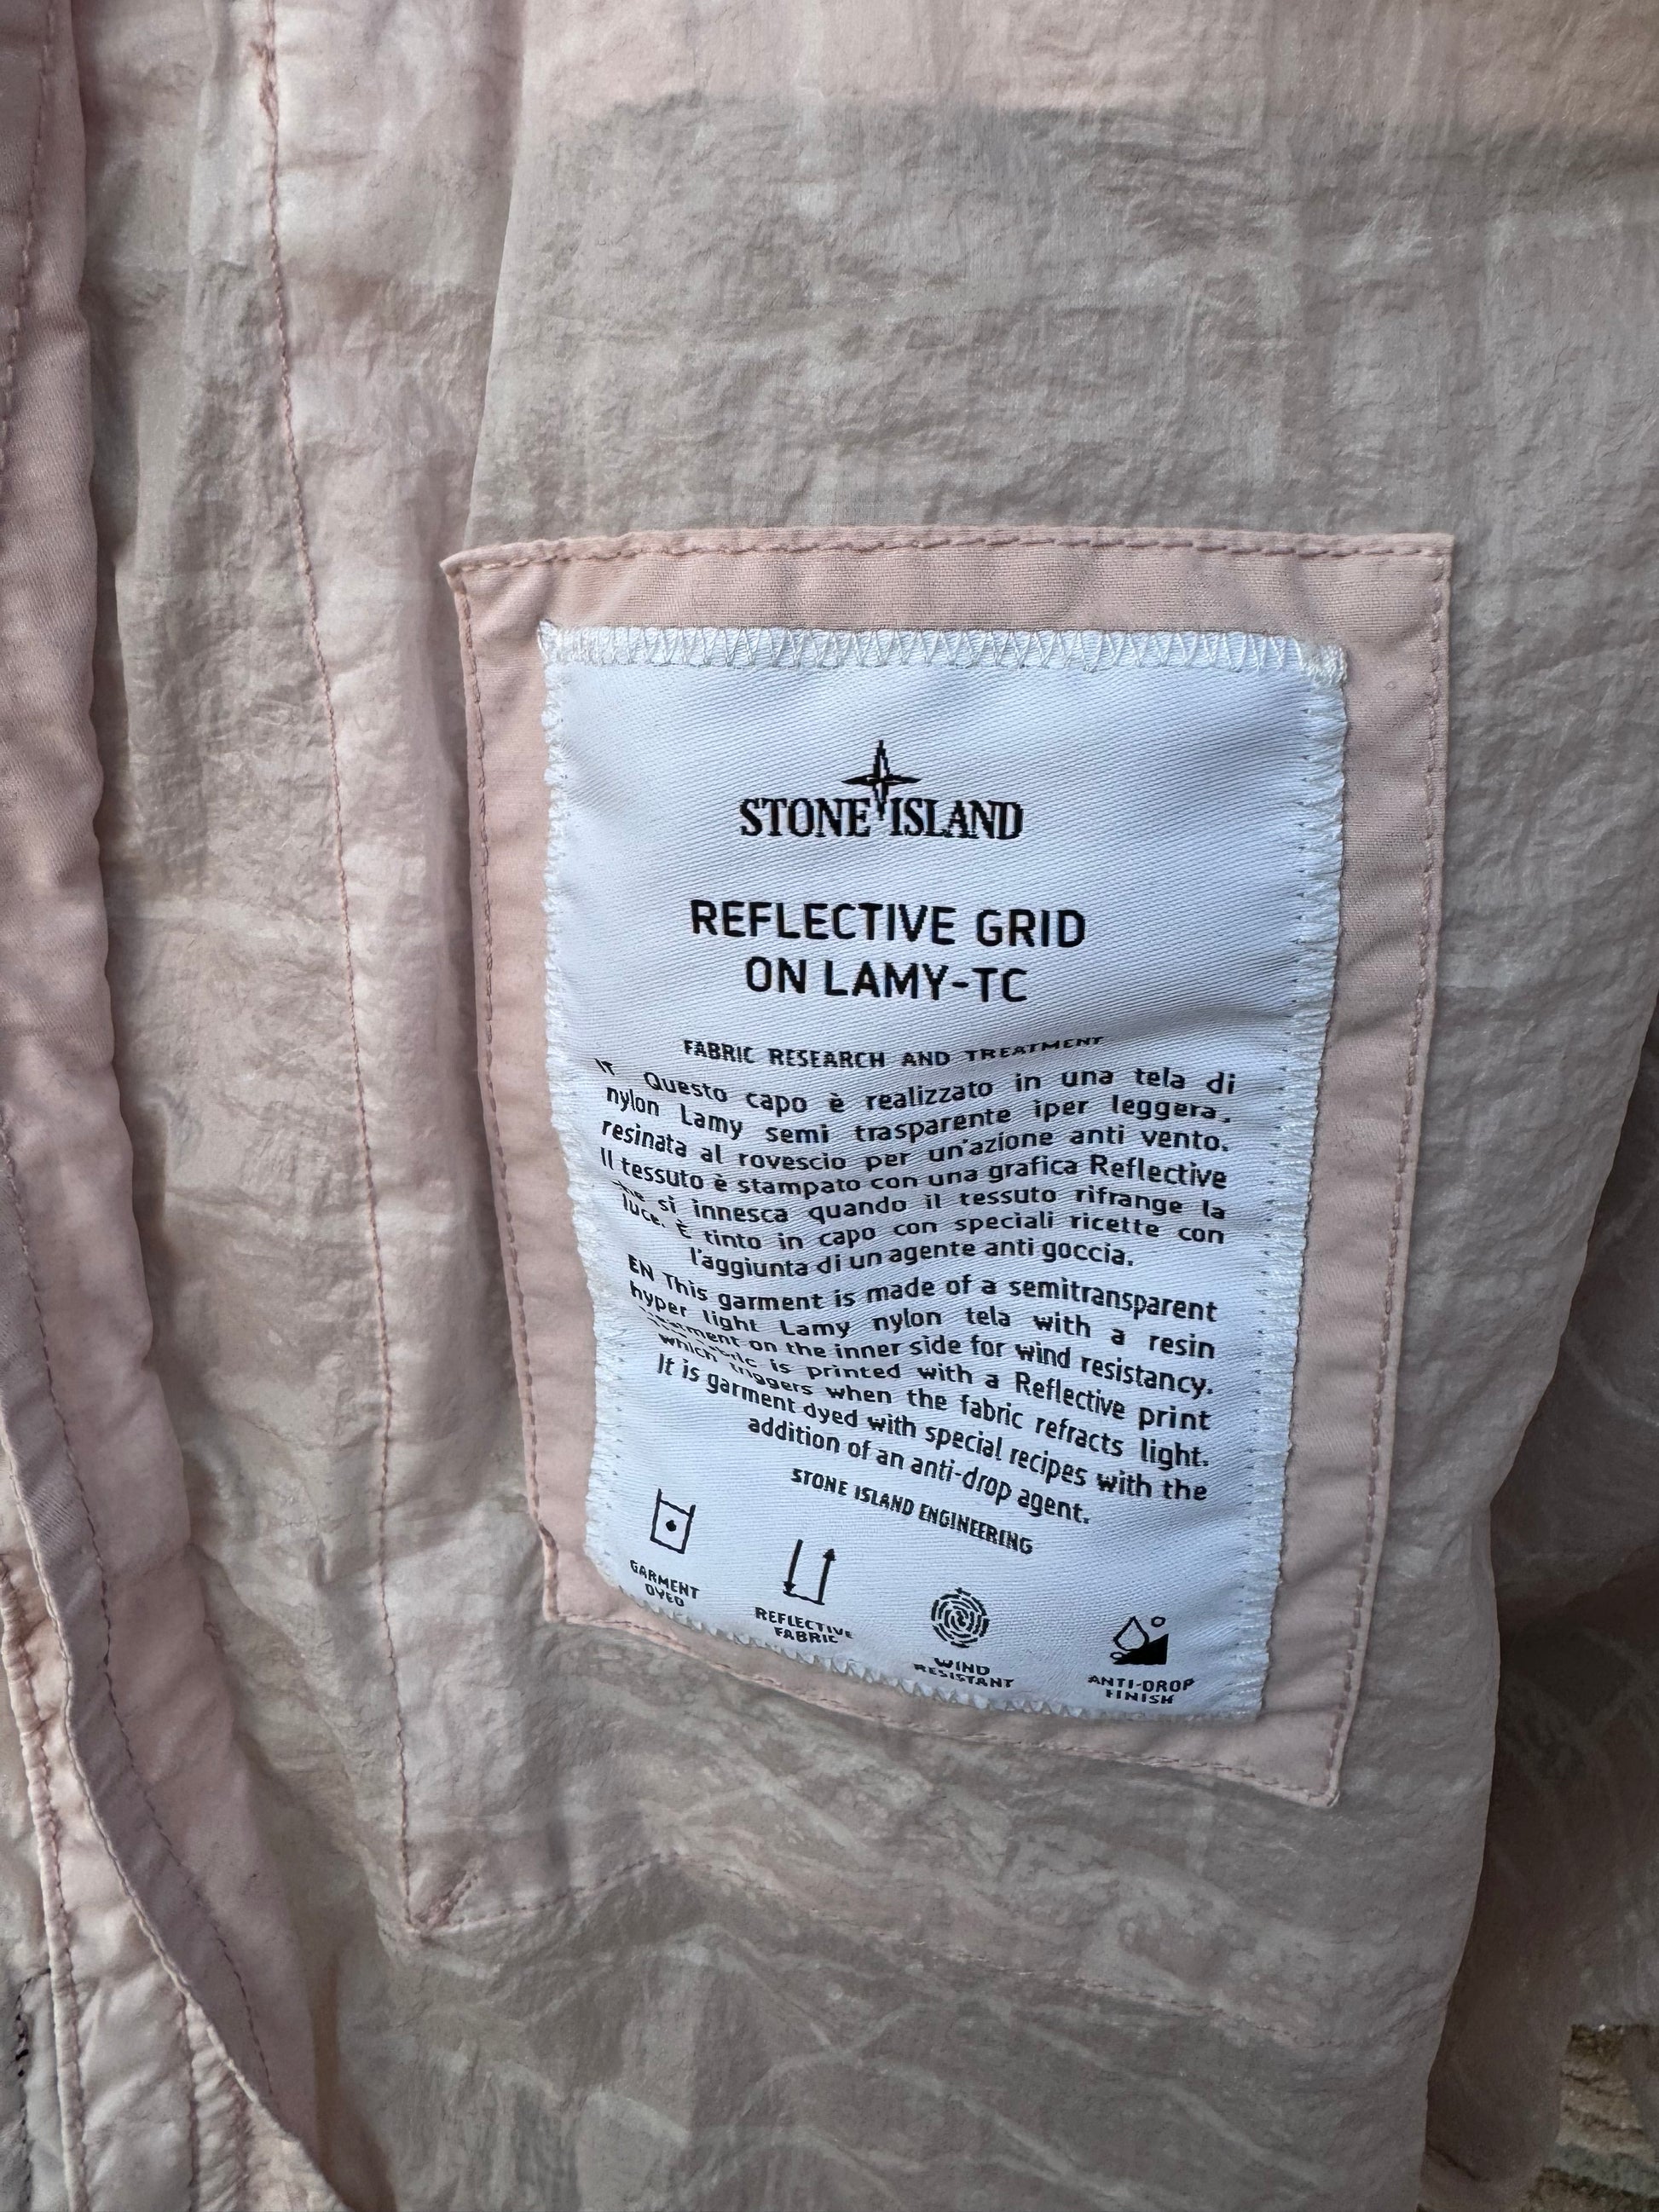 STONE ISLAND
REFLECTIVE GRID
ON LAMY-TC
FABRIC RESEARCH AND TREATMENT
IT Questo capo è realizzato in una tela di
nylon Lamy semi trasparente iper leggera,
resinata al rovescio per un'azione anti vento.
Il tessuto è stampato con una grafica Reflective
che si innesca quando il tessuto rifrange la
luce. È tinto in capo con speciali ricette con
l'aggiunta di un agente anti goccia.
EN This garment is made of a semitransparent
hyper light Lamy nylon tela with a resin
treatment on the inner side for wind resistancy.
The fabric is printed with a Reflective print
which triggers when the fabric refracts light.
It is garment dyed with special recipes with the
addition of an anti-drop agent.
STONE ISLAND ENGINEERING
GARMENT
DYED
REFLECTIVE
FABRIC
WIND
RESISTANT
ANTI-DROP
FINISH